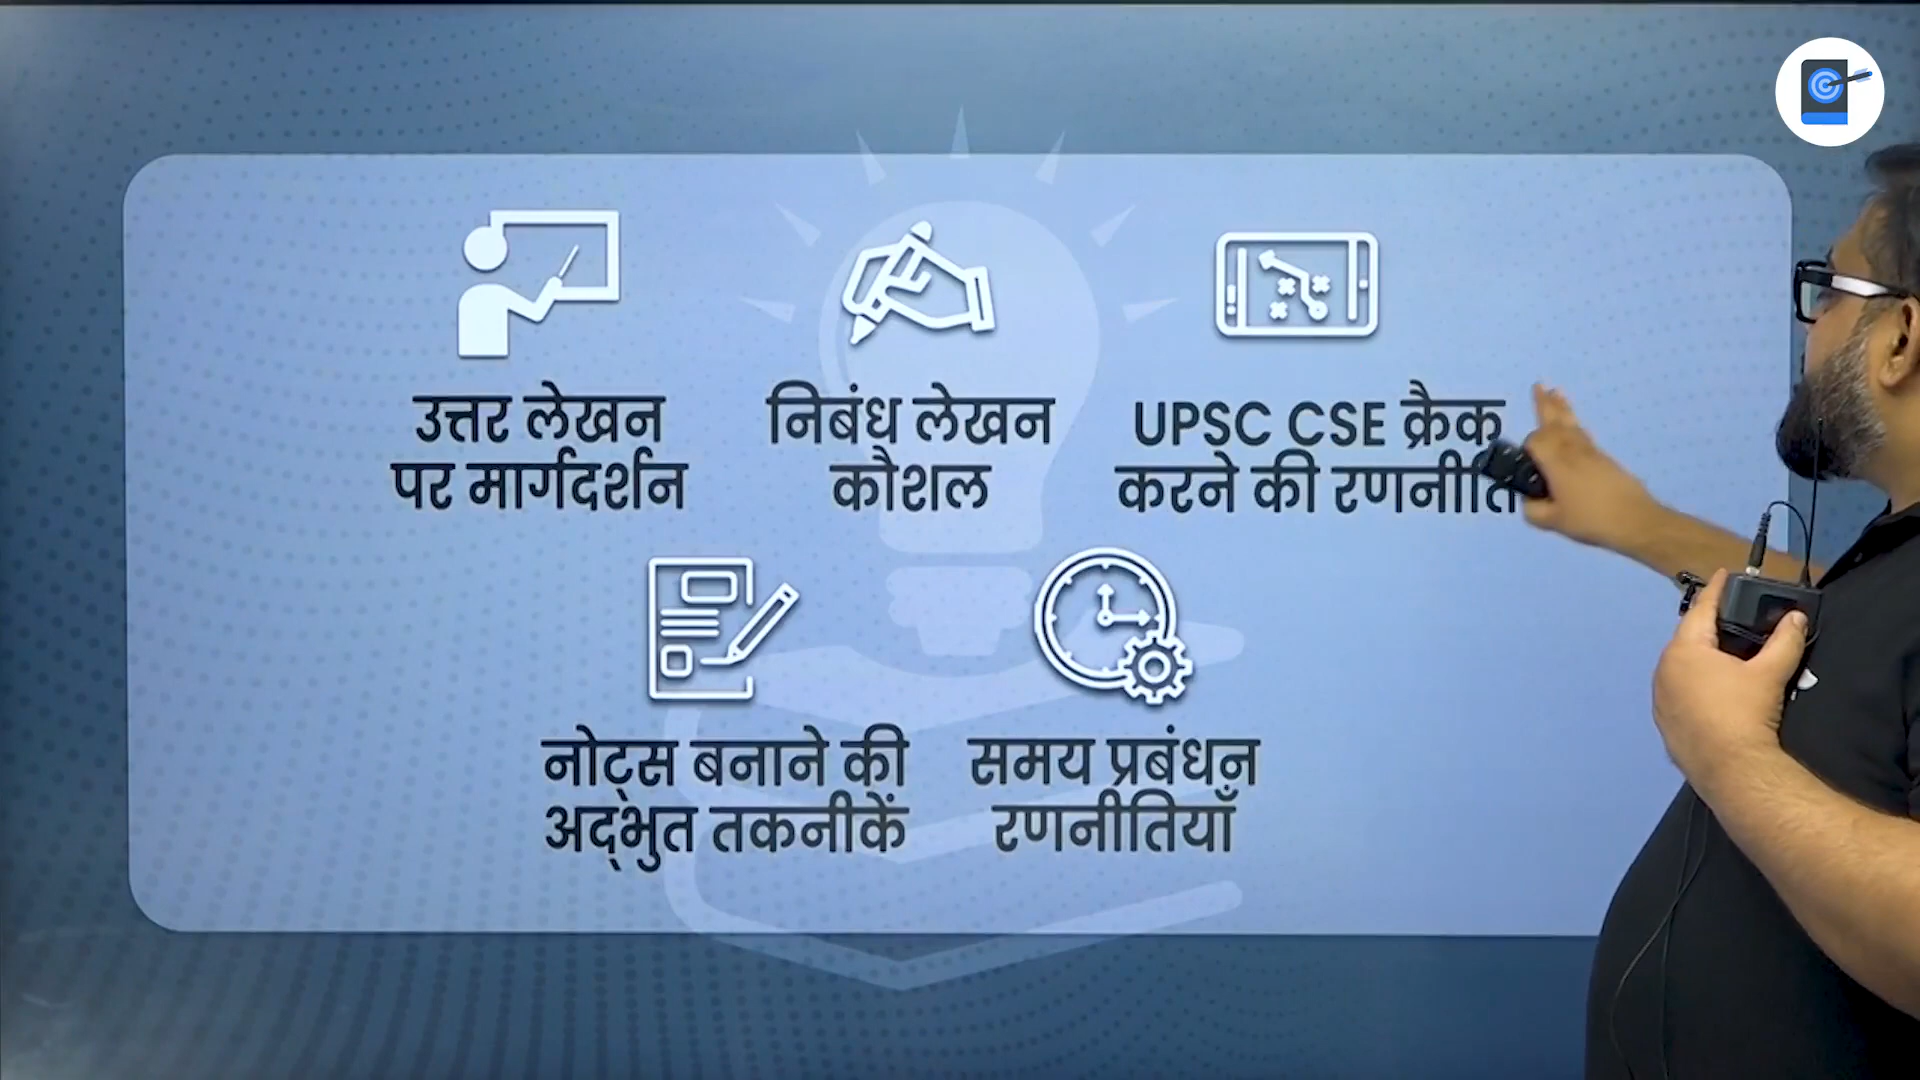 उत्तर लेखन
पर मार्गदर्शन
निबंध लेखन
कौशल
UPSC CSE क्रैक
करने की रणनीति
नोट्स बनाने की
अद्भुत तकनीकें
समय प्रबंधन
रणनीतियाँ